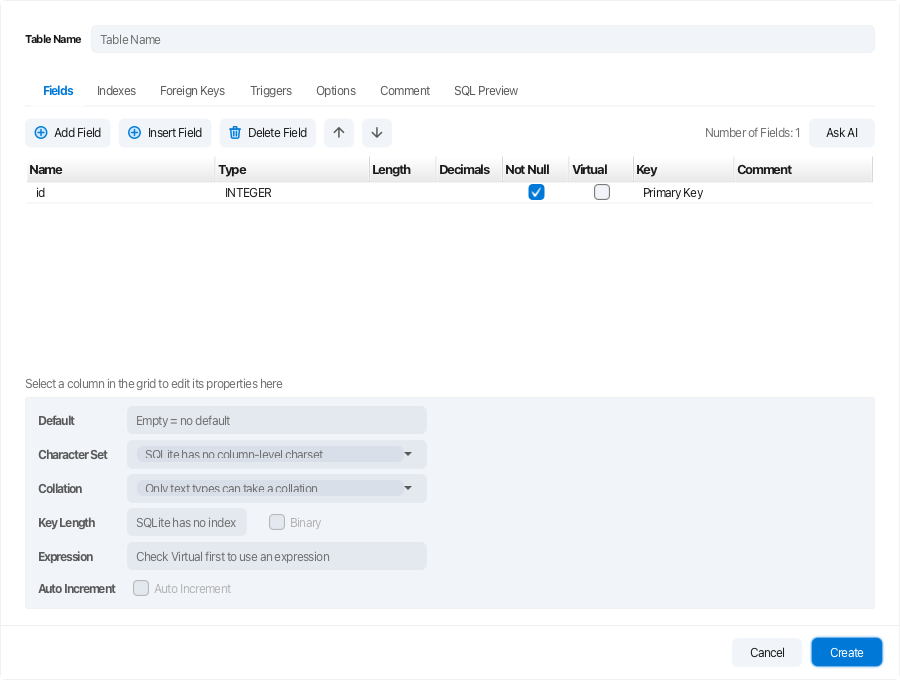 Table Name Table Name
Fields Indexes Foreign Keys Triggers Options Comment SQL Preview
Add Field Insert Field Delete Field Number of Fields: 1 Ask AI
Name Type Length Decimals Not Null Virtual Key Comment
id INTEGER Primary Key
Select a column in the grid to edit its properties here
Default Empty = no default
Character Set SQLite has no column-level charset
Collation Only text types can take a collation
Key Length SQLite has no index Binary
Expression Check Virtual first to use an expression
Auto Increment Auto Increment
Cancel Create